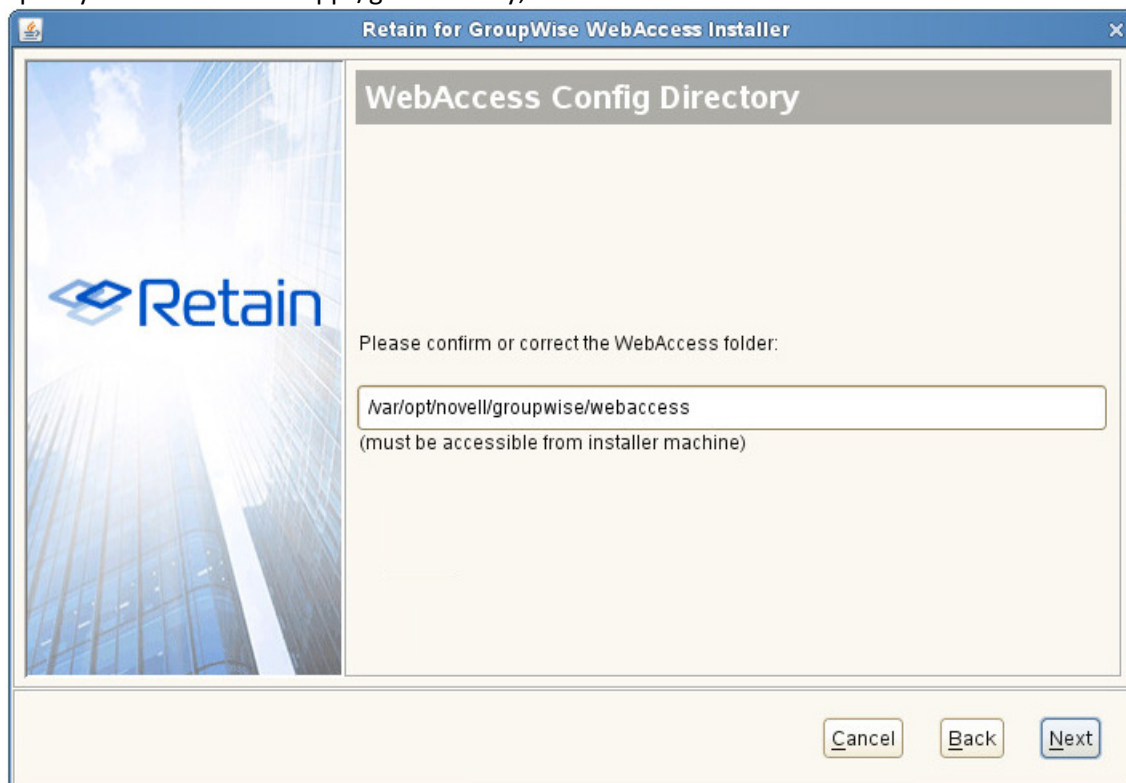 Retain for GroupWise WebAccess Installer
WebAccess Config Directory
Retain
Please confirm or correct the WebAccess folder:
/var/opt/novell/groupwise/webaccess
(must be accessible from installer machine)
Cancel Back Next